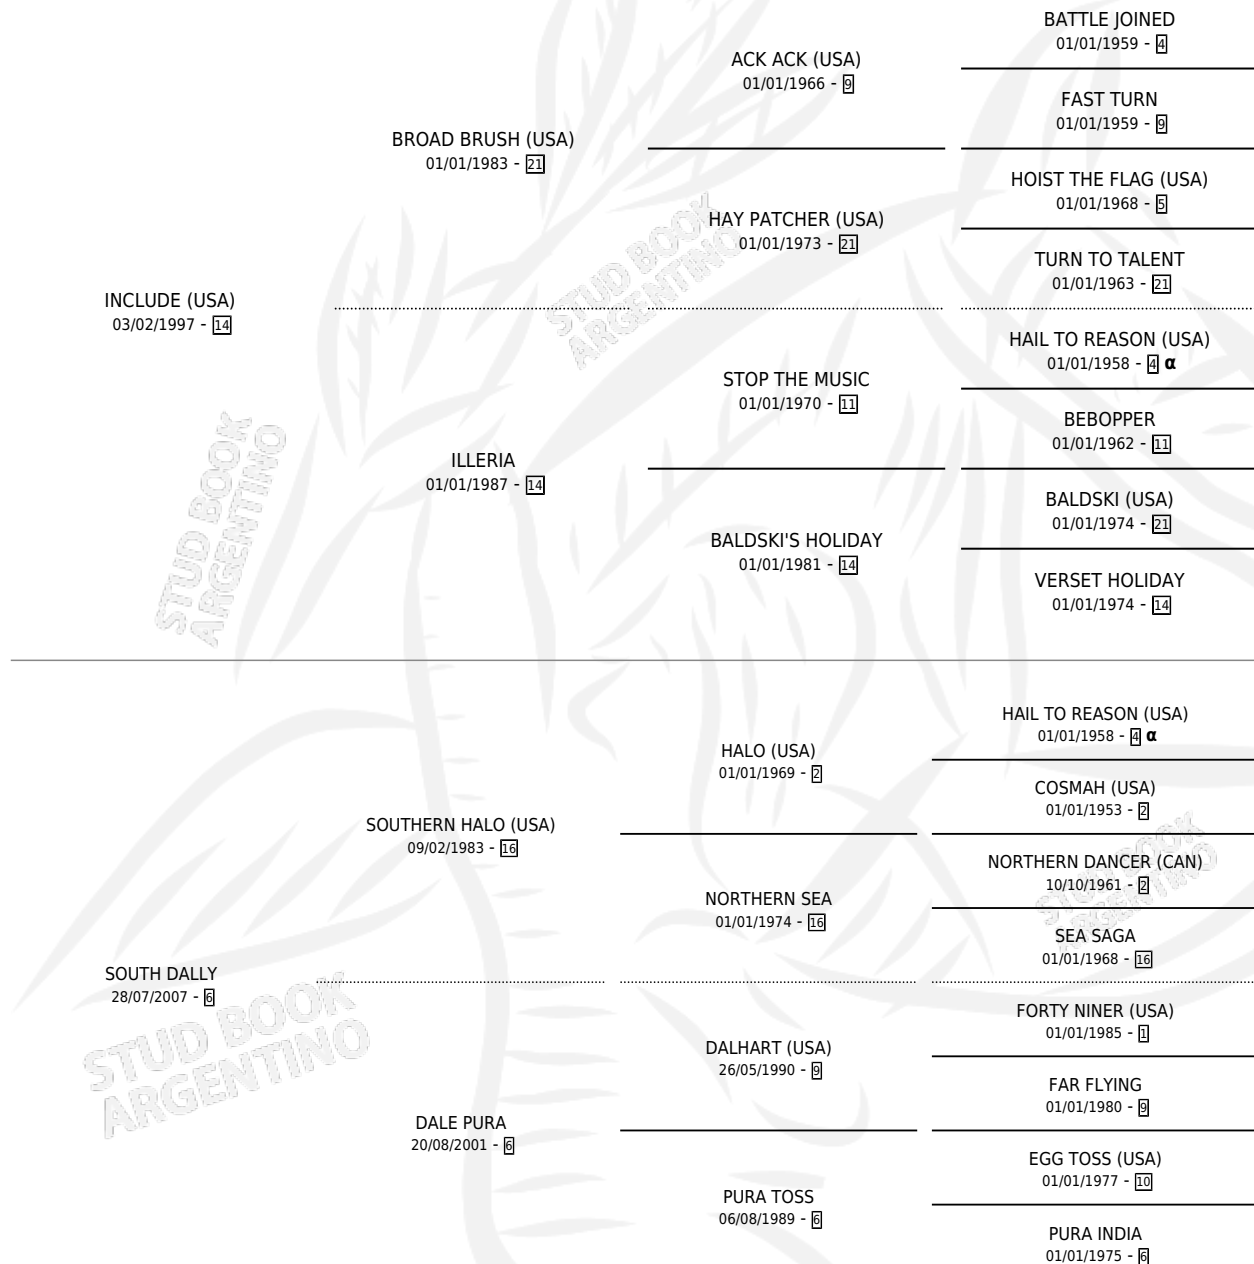 BATTLE JOINED
01/01/1959 - 4
ACK ACK (USA)
01/01/1966 - 9
FAST TURN
01/01/1959 - 9
BROAD BRUSH (USA)
01/01/1983 - 21
HOIST THE FLAG (USA)
01/01/1968 - 5
HAY PATCHER (USA)
01/01/1973 - 21
TURN TO TALENT
01/01/1963 - 21
INCLUDE (USA)
03/02/1997 - 14
HAIL TO REASON (USA)
01/01/1958 - 4 α
STOP THE MUSIC
01/01/1970 - 11
BEBOPPER
01/01/1962 - 11
ILLERIA
01/01/1987 - 14
BALDSKI (USA)
01/01/1974 - 21
BALDSKI'S HOLIDAY
01/01/1981 - 14
VERSET HOLIDAY
01/01/1974 - 14
HAIL TO REASON (USA)
01/01/1958 - 4 α
HALO (USA)
01/01/1969 - 2
COSMAH (USA)
01/01/1953 - 2
SOUTHERN HALO (USA)
09/02/1983 - 16
NORTHERN DANCER (CAN)
10/10/1961 - 2
NORTHERN SEA
01/01/1974 - 16
SEA SAGA
01/01/1968 - 16
SOUTH DALLY
28/07/2007 - 6
FORTY NINER (USA)
01/01/1985 - 1
DALHART (USA)
26/05/1990 - 9
FAR FLYING
01/01/1980 - 9
DALE PURA
20/08/2001 - 6
EGG TOSS (USA)
01/01/1977 - 10
PURA TOSS
06/08/1989 - 6
PURA INDIA
01/01/1975 - 6
STUD BOOK
ARGENTINO
STUD BOOK
ARGENTINO
STUD BOOK
ARGENTINO
STUD BOOK
ARGENTINO